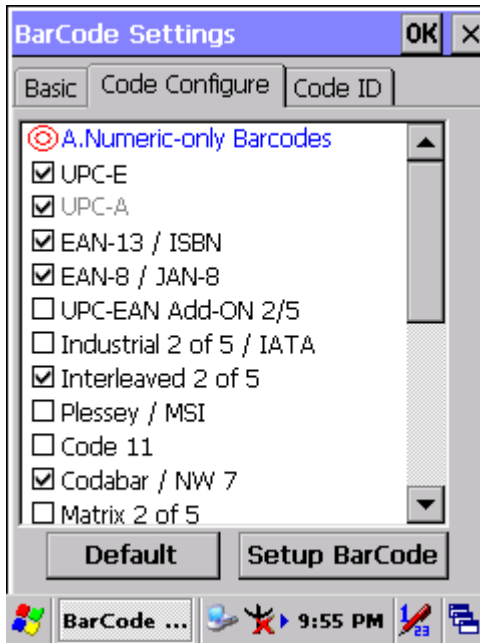 BarCode Settings OK
Basic Code Configure Code ID
A.Numeric-only Barcodes
UPC-E
UPC-A
EAN-13 / ISBN
EAN-8 / JAN-8
UPC-EAN Add-ON 2/5
Industrial 2 of 5 / IATA
Interleaved 2 of 5
Plessey / MSI
Code 11
Codabar / NW 7
Matrix 2 of 5
Default Setup BarCode
BarCode ... 9:55 PM 1/23